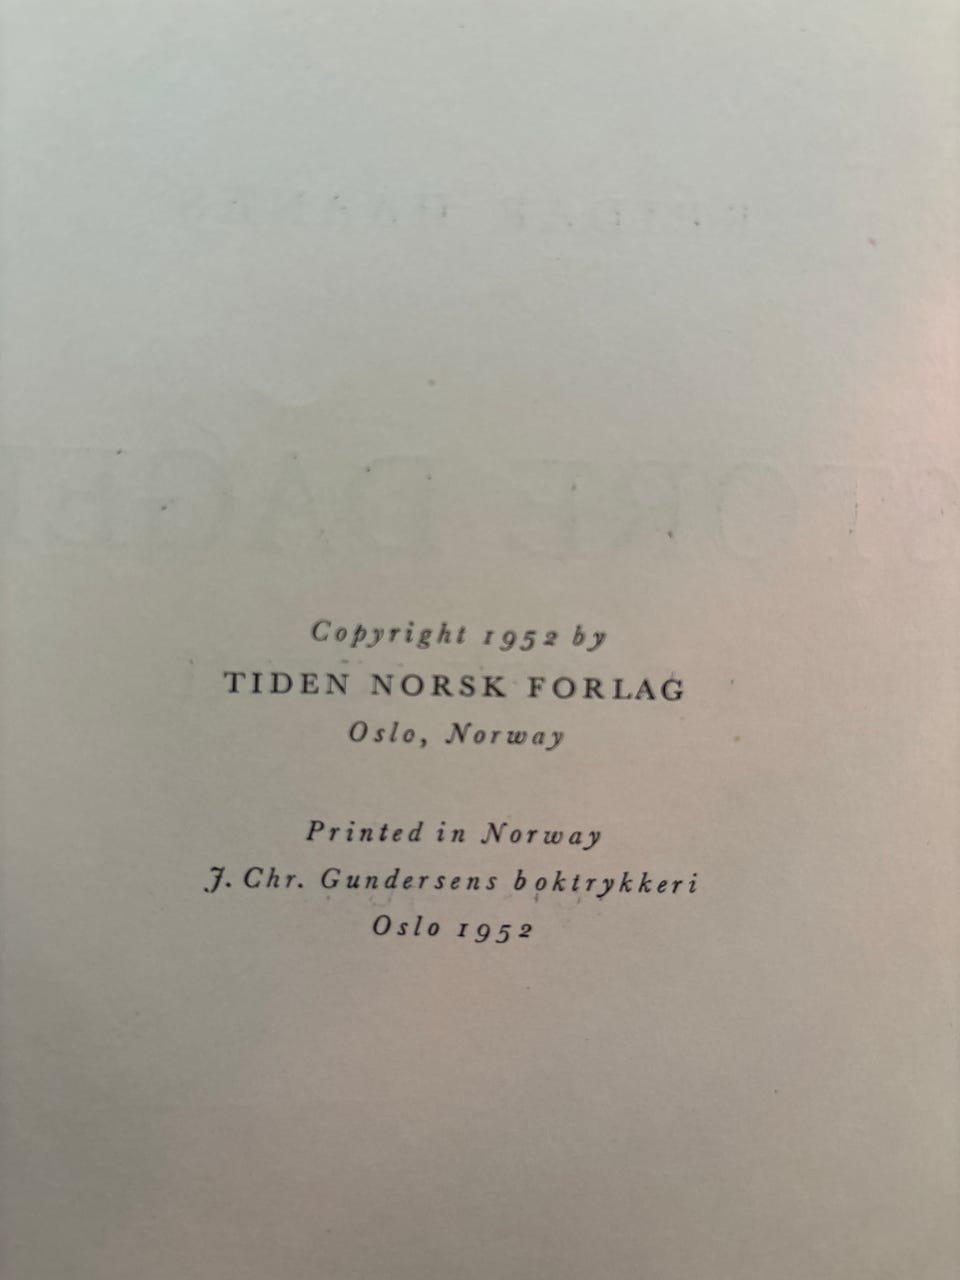 Copyright 1952 by
TIDEN NORSK FORLAG
Oslo, Norway
Printed in Norway
J. Chr. Gundersens boktrykkeri
Oslo 1952